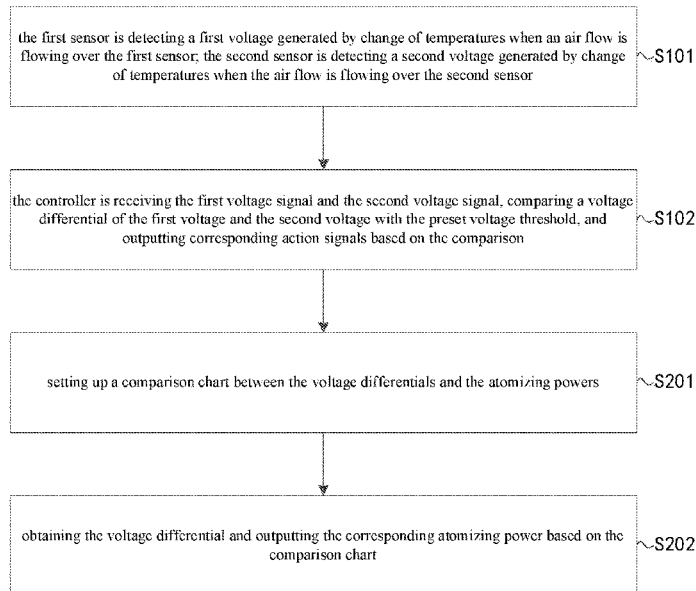 the first sensor is detecting a first voltage generated by change of temperatures when an air flow is
flowing over the first sensor; the second sensor is detecting a second voltage generated by change
of temperatures when the air flow is flowing over the second sensor
S101
the controller is receiving the first voltage signal and the second voltage signal, comparing a voltage
differential of the first voltage and the second voltage with the preset voltage threshold, and
outputting corresponding action signals based on the comparison
S102
setting up a comparison chart between the voltage differentials and the atomizing powers
S201
obtaining the voltage differential and outputting the corresponding atomizing power based on the
comparison chart
S202